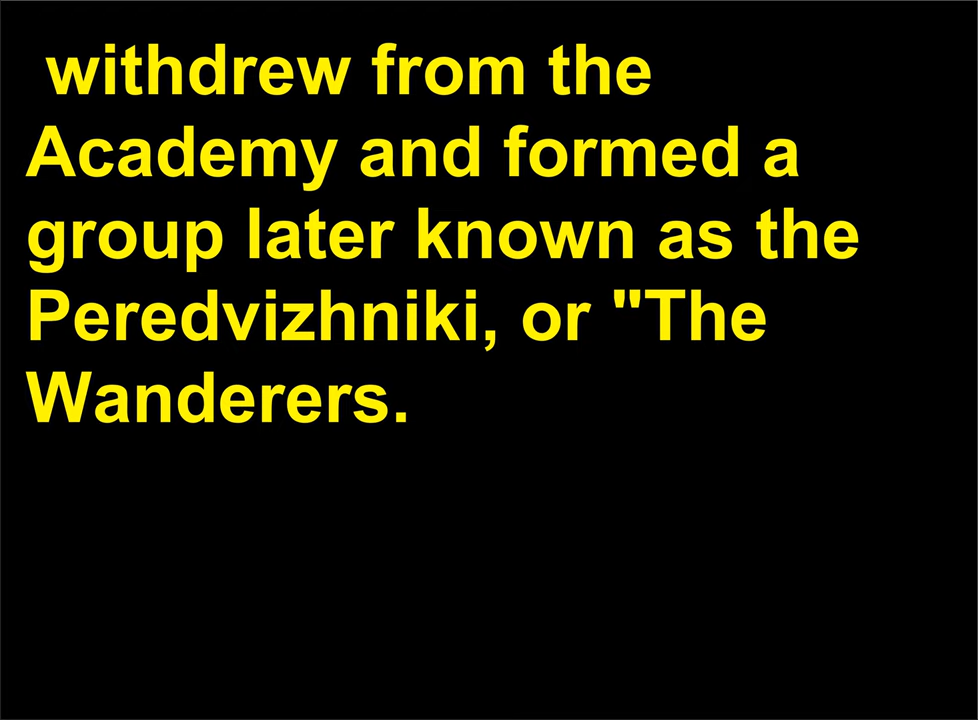 withdrew from the
Academy and formed a
group later known as the
Peredvizhniki, or "The
Wanderers.